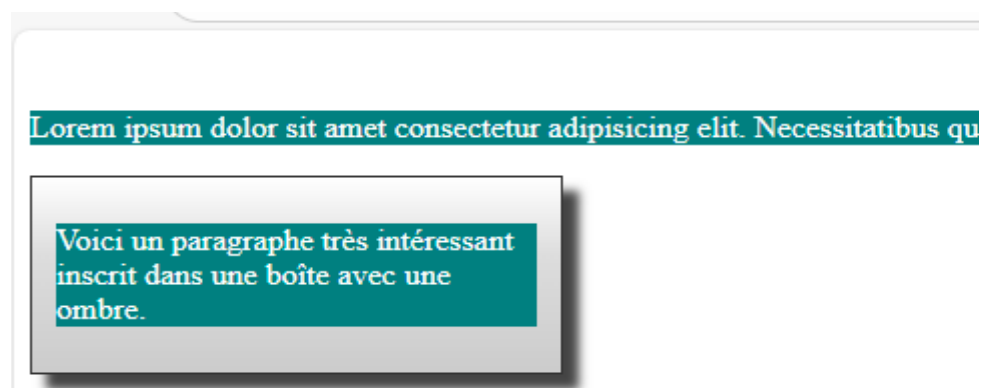 Lorem ipsum dolor sit amet consectetur adipisicing elit. Necessitatibus qu
Voici un paragraphe très intéressant
inscrit dans une boîte avec une
ombre.